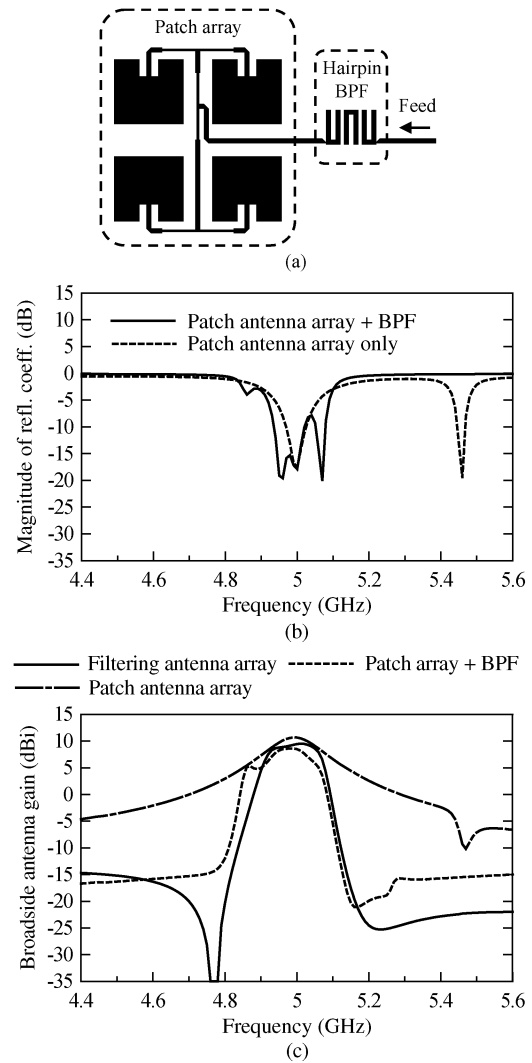 Patch array
Hairpin
BPF
Feed
(a)
Magnitude of refl. coeff. (dB)
15
10
5
0
-5
-10
-15
-20
-25
-30
-35
Patch antenna array + BPF
Patch antenna array only
4.4 4.6 4.8 5 5.2 5.4 5.6
Frequency (GHz)
(b)
Filtering antenna array Patch array + BPF
Patch antenna array
Broadside antenna gain (dBi)
15
10
5
0
-5
-10
-15
-20
-25
-30
-35
4.4 4.6 4.8 5 5.2 5.4 5.6
Frequency (GHz)
(c)